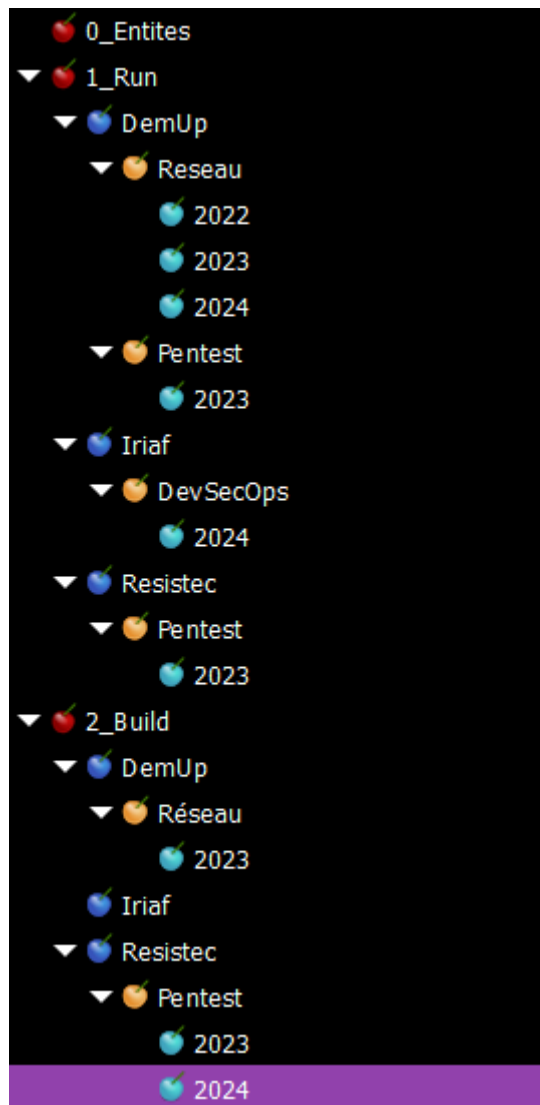 0_Entites
1_Run
DemUp
Reseau
2022
2023
2024
Pentest
2023
Iriaf
DevSecOps
2024
Resistec
Pentest
2023
2_Build
DemUp
Réseau
2023
Iriaf
Resistec
Pentest
2023
2024